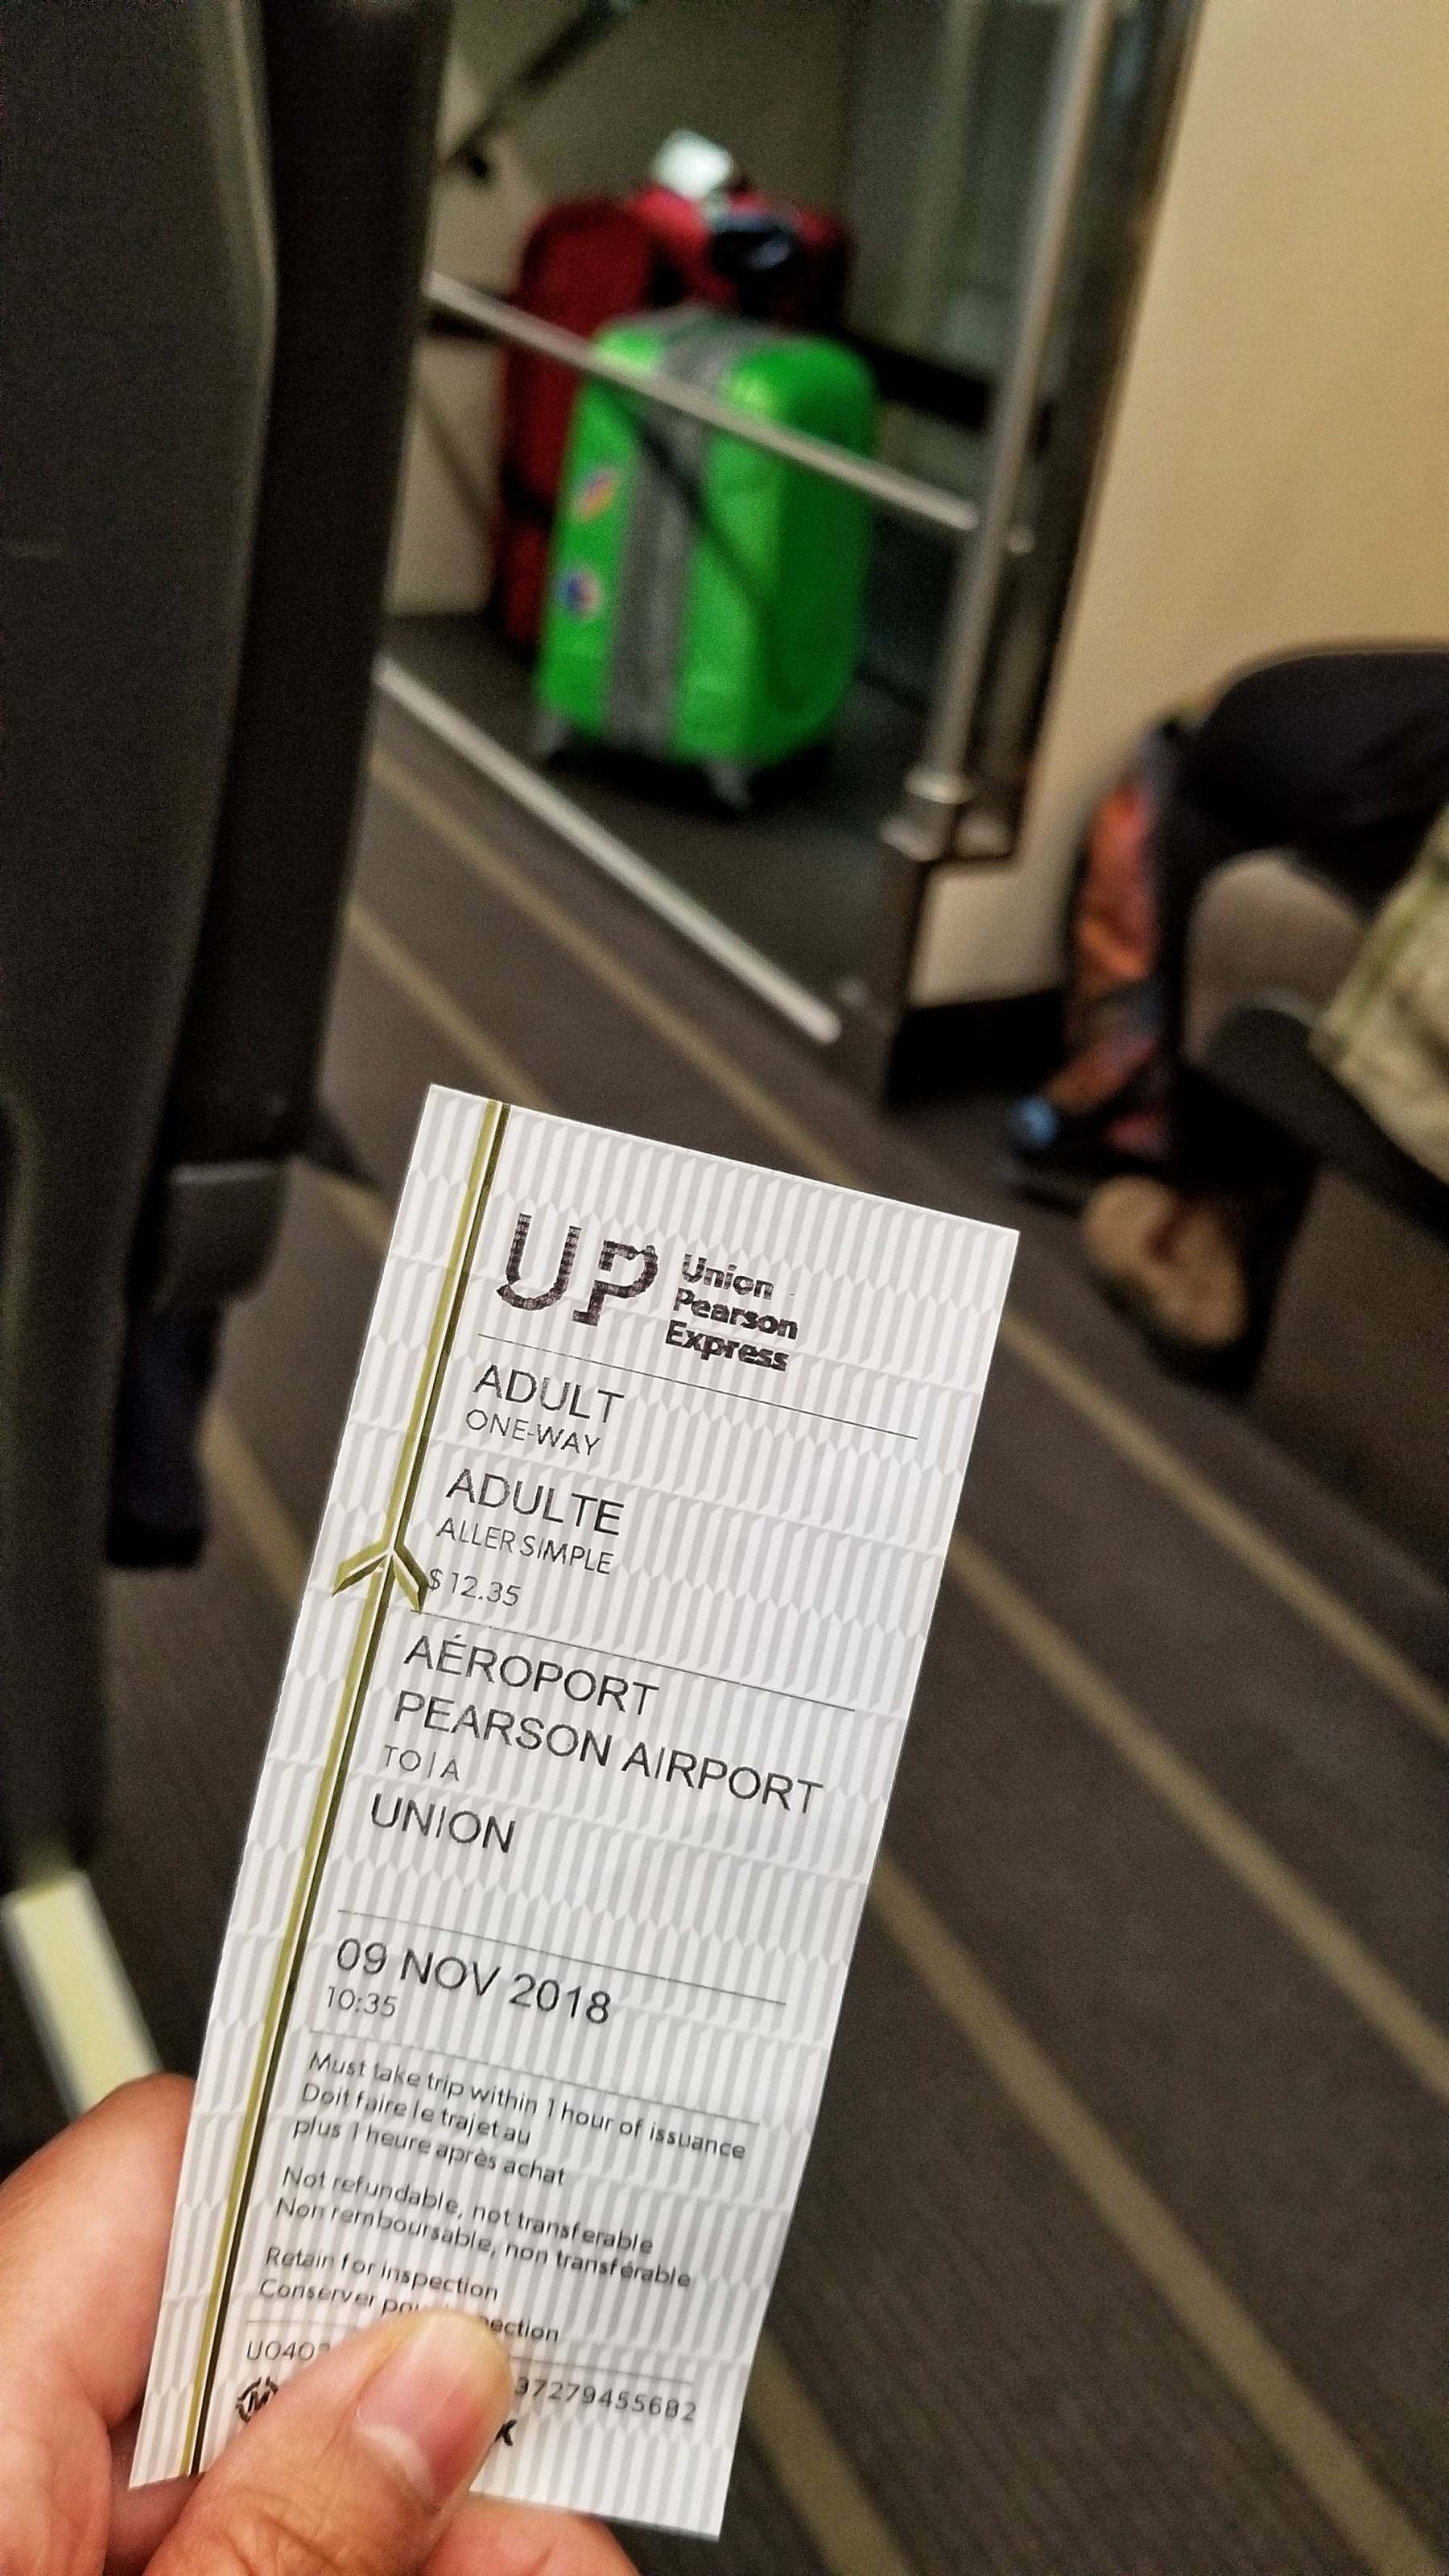 UP Union
Pearson
Express
ADULT
ONE-WAY
ADULTE
ALLER SIMPLE
$12.35
AÉROPORT
PEARSON AIRPORT
TO | A
UNION
09 NOV 2018
10:35
Must take trip within 1 hour of issuance
Doit faire le trajet au
plus 1 heure après achat
Not refundable, not transferable
Non remboursable, non transférable
Retain for inspection
Conserver
37279455682